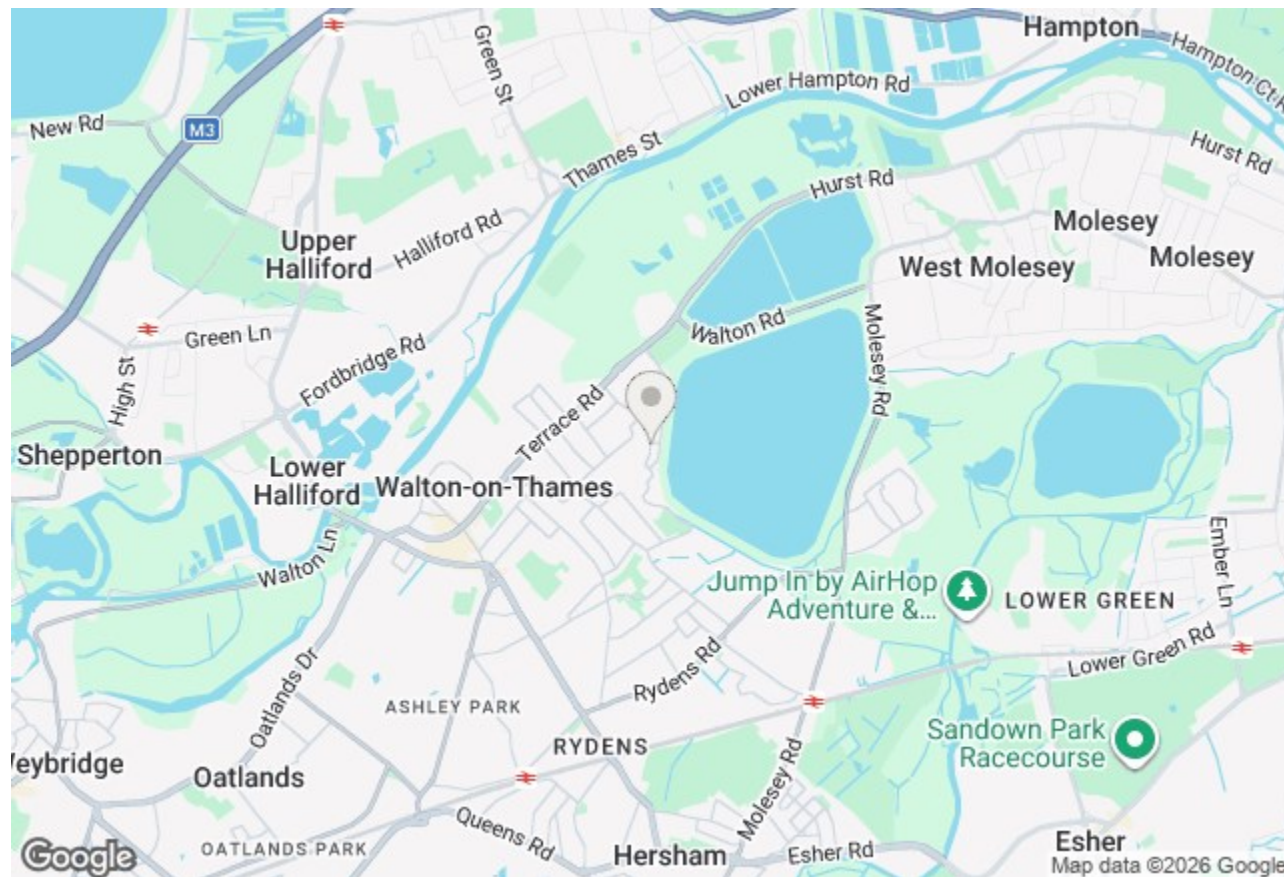 Hampton
Green St
Lower Hampton Rd
Hampton Ct R
New Rd
M3
Thames St
Hurst Rd
Hurst Rd
Upper
Halliford
Halliford Rd
Molesey
Molesey
West Molesey
Walton Rd
Molesey Rd
Green Ln
High St
Fordbridge Rd
Terrace Rd
Shepperton
Lower
Halliford
Walton-on-Thames
Walton Ln
Ember Ln
Jump In by AirHop
Adventure &...
LOWER GREEN
Lower Green Rd
Rydens Rd
Oatlands Dr
ASHLEY PARK
RYDENS
Sandown Park
Racecourse
Veybridge
Oatlands
Molesey Rd
Queens Rd
OATLANDS PARK
Hersham
Esher Rd
Esher
Google
Map data ©2026 Google